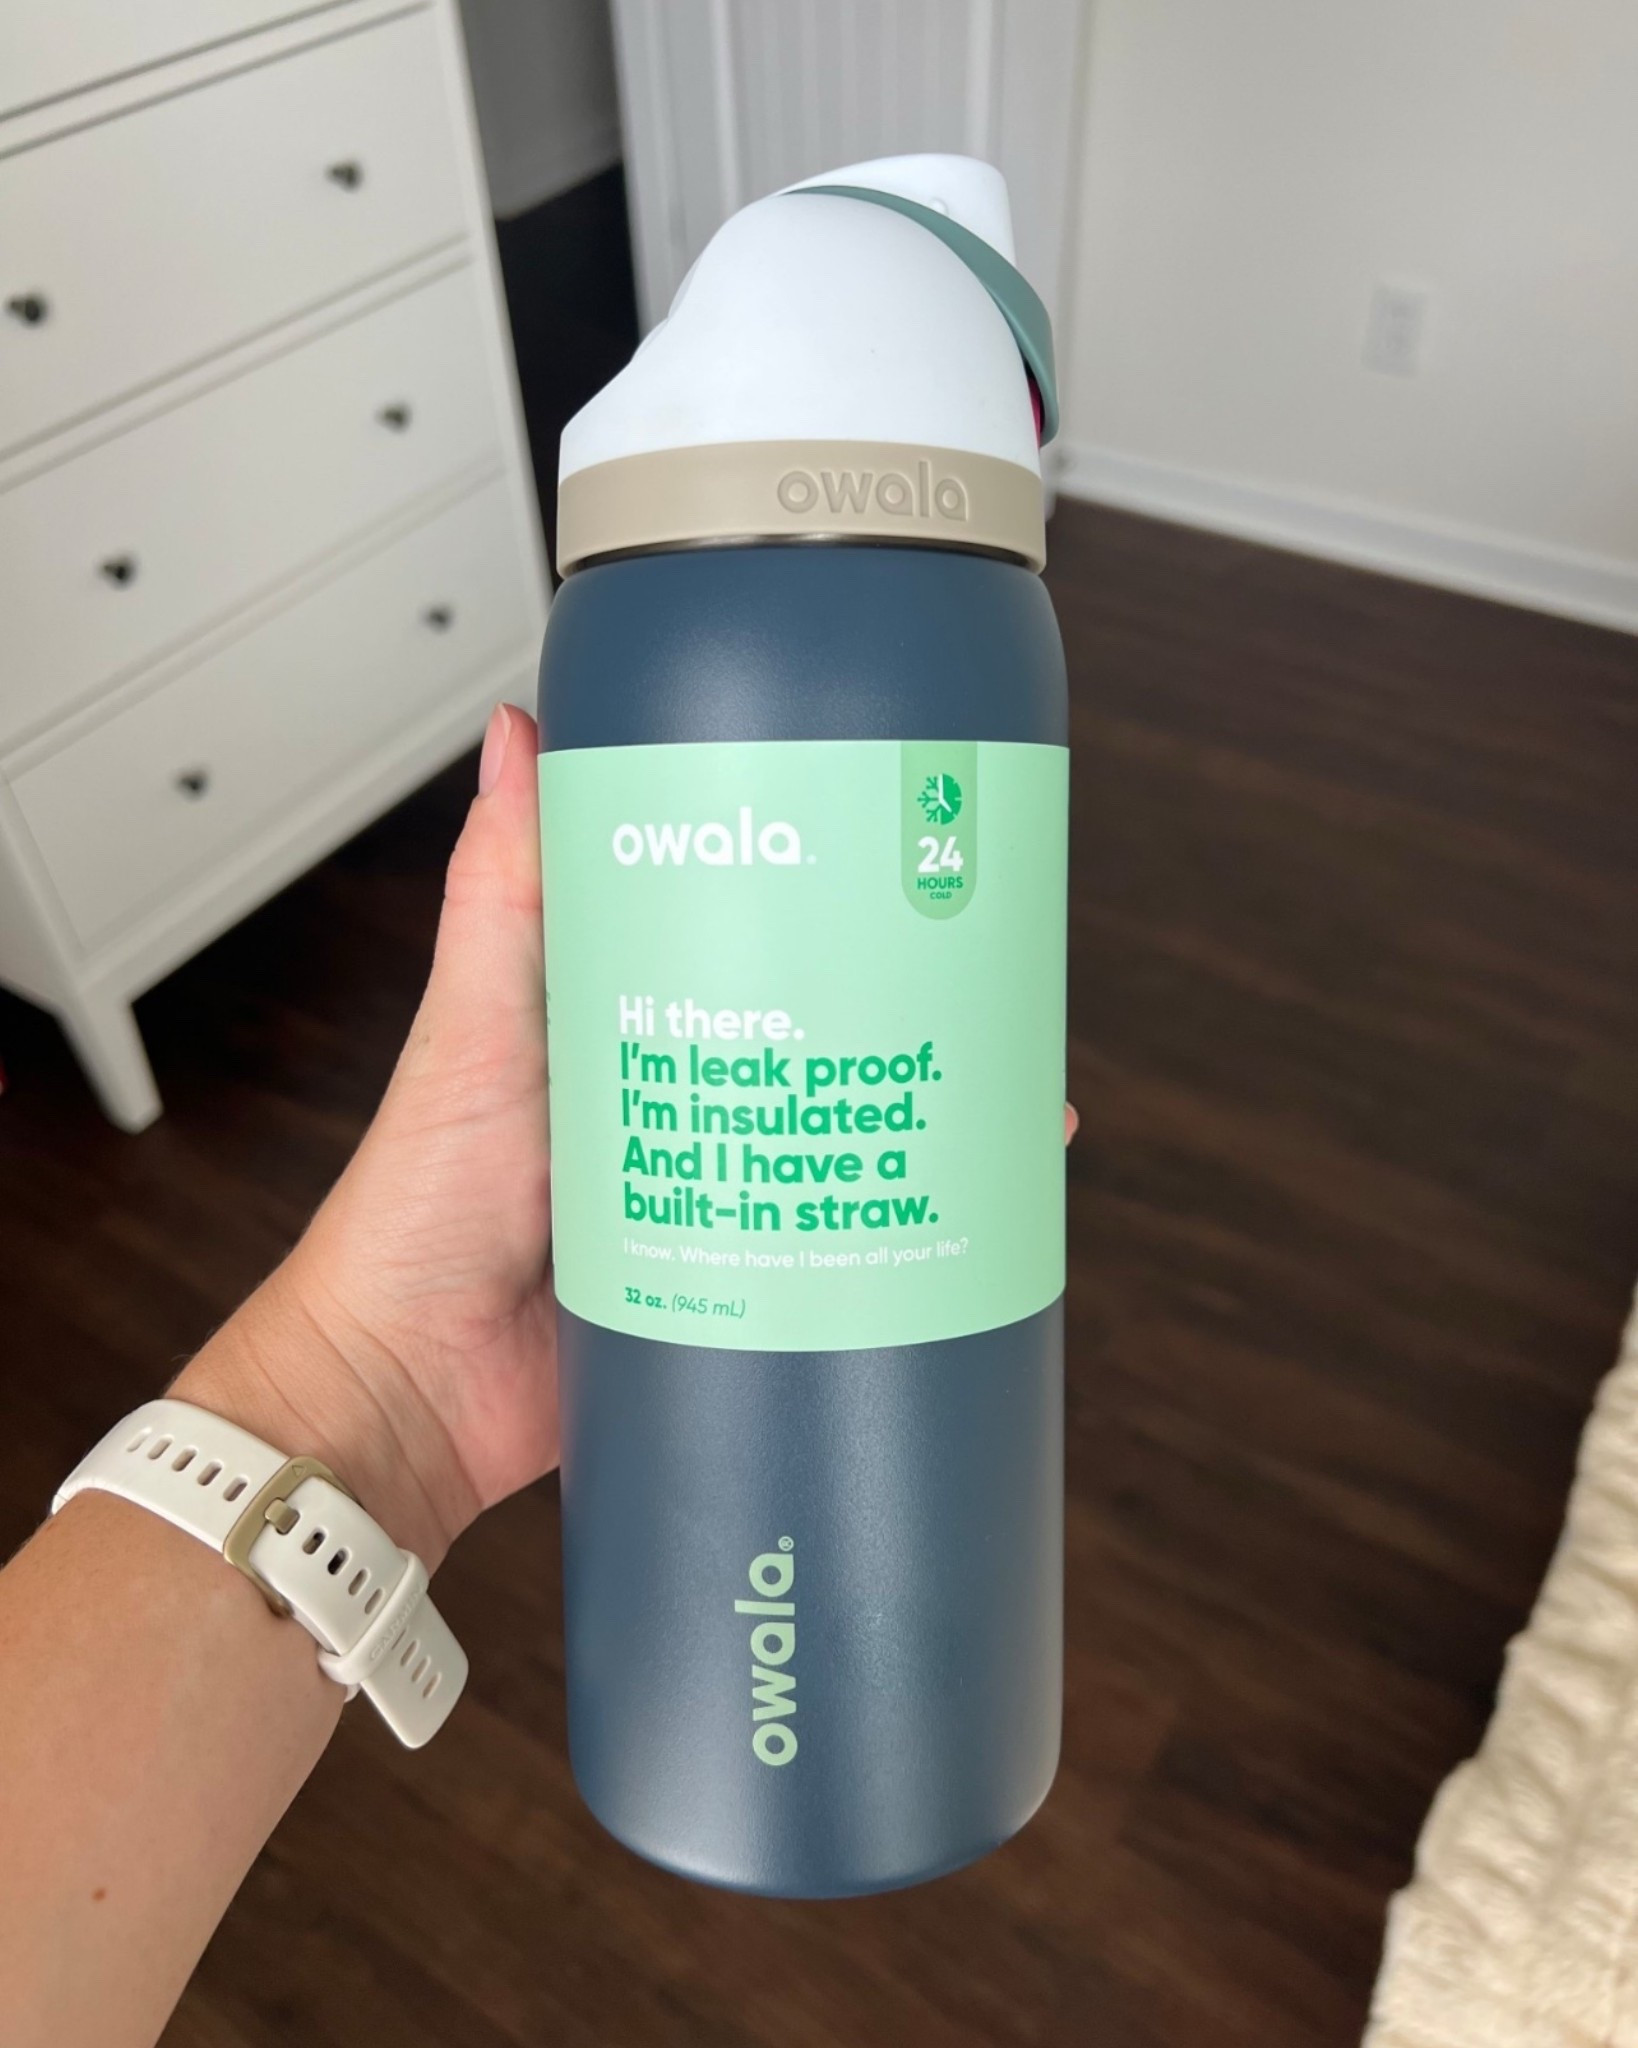 owala
owala®
24
HOURS
COLD
Hi there.
I'm leak proof.
I'm insulated.
And I have a
built-in straw.
I know. Where have I been all your life?
32 oz. (945 mL)
owala®
GARMIN